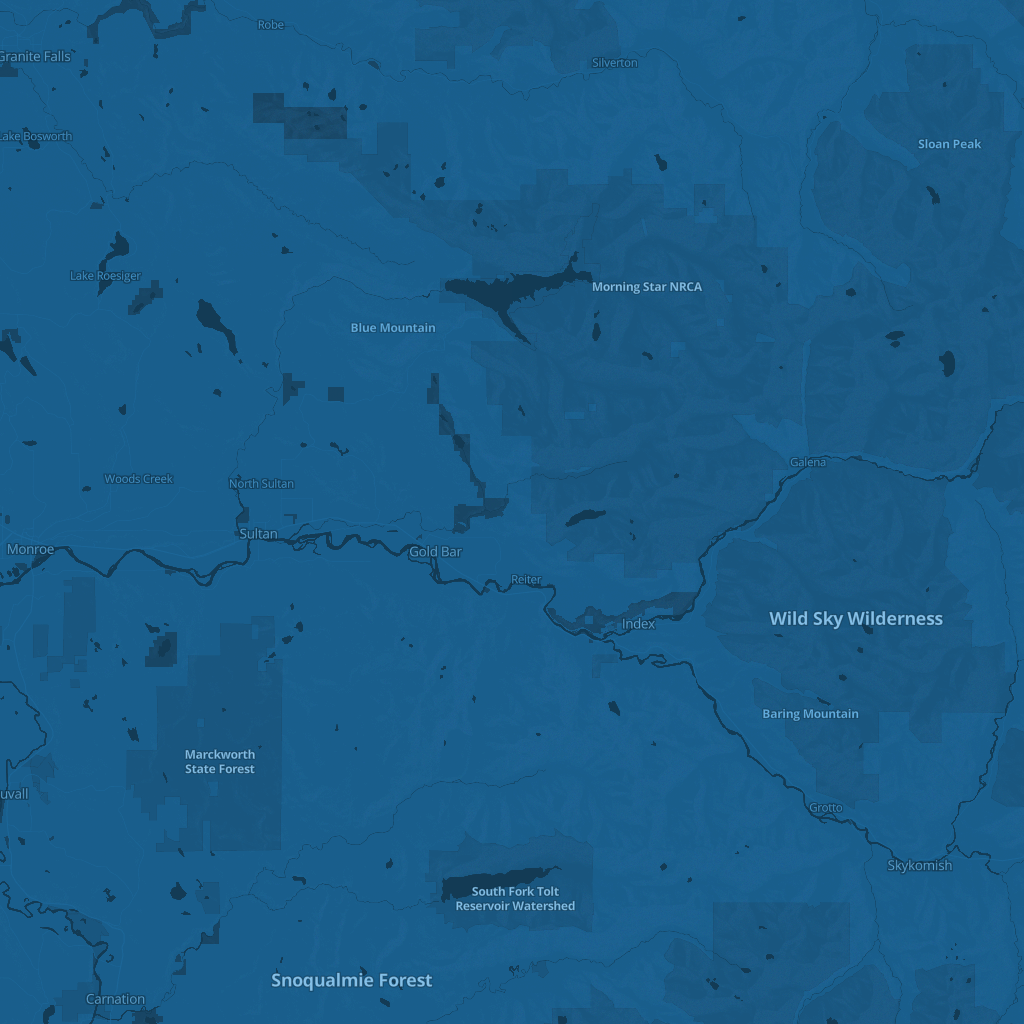 Robe
Granite Falls
Silverton
Lake Bosworth
Sloan Peak
Lake Roesiger
Morning Star NRCA
Blue Mountain
Galena
Woods Creek
North Sultan
Sultan
Monroe
Gold Bar
Reiter
Index
Wild Sky Wilderness
Baring Mountain
Marckworth
State Forest
uvall
Grotto
Skykomish
South Fork Tolt
Reservoir Watershed
Snoqualmie Forest
Carnation